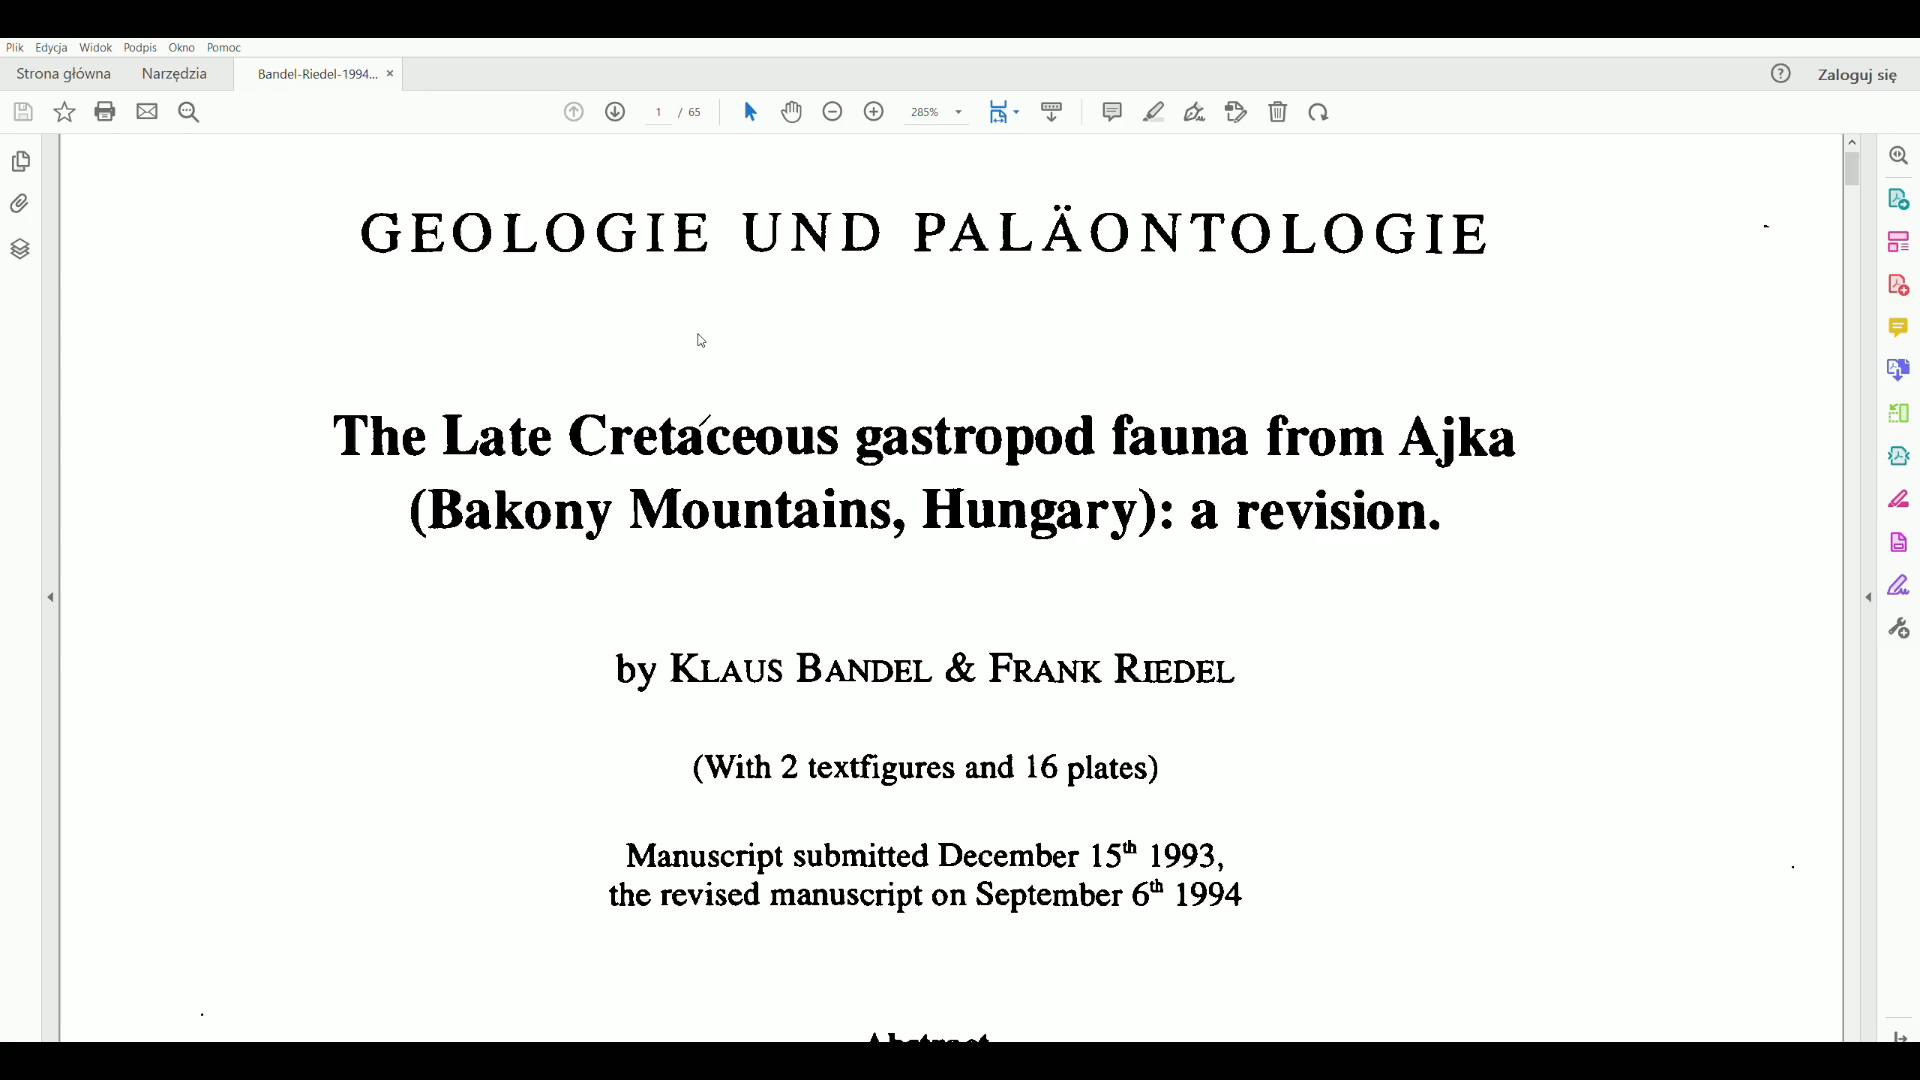 Plik Edycja Widok Podpis Okno Pomoc
Strona główna Narzędzia Bandel-Riedel-1994... × Zaloguj się
1 / 65 285%
GEOLOGIE UND PALÄONTOLOGIE
The Late Cretaceous gastropod fauna from Ajka
(Bakony Mountains, Hungary): a revision.
by KLAUS BANDEL & FRANK RIEDEL
(With 2 textfigures and 16 plates)
Manuscript submitted December 15th 1993,
the revised manuscript on September 6th 1994
Abstract